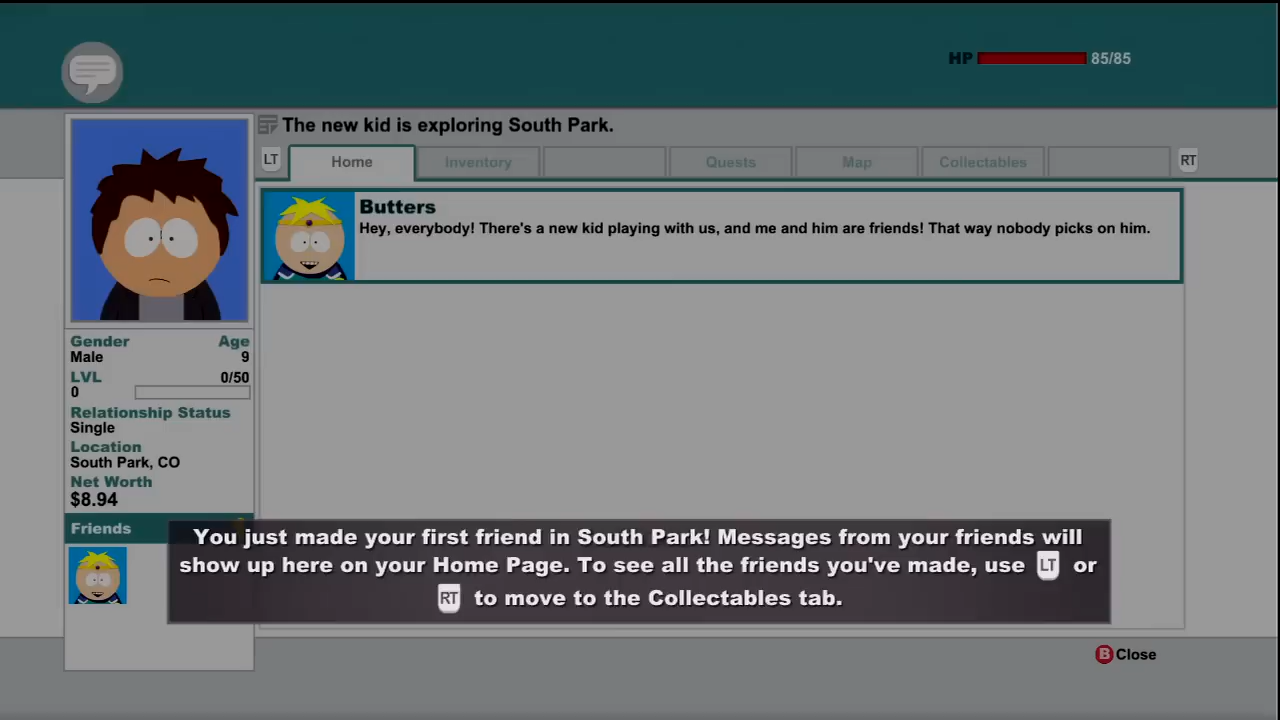 HP 85/85
The new kid is exploring South Park.
LT Home Inventory Quests Map Collectables RT
Butters
Hey, everybody! There's a new kid playing with us, and me and him are friends! That way nobody picks on him.
Gender Age
Male 9
LVL 0/50
0
Relationship Status
Single
Location
South Park, CO
Net Worth
$8.94
Friends
You just made your first friend in South Park! Messages from your friends will
show up here on your Home Page. To see all the friends you've made, use LT or
RT to move to the Collectables tab.
B Close